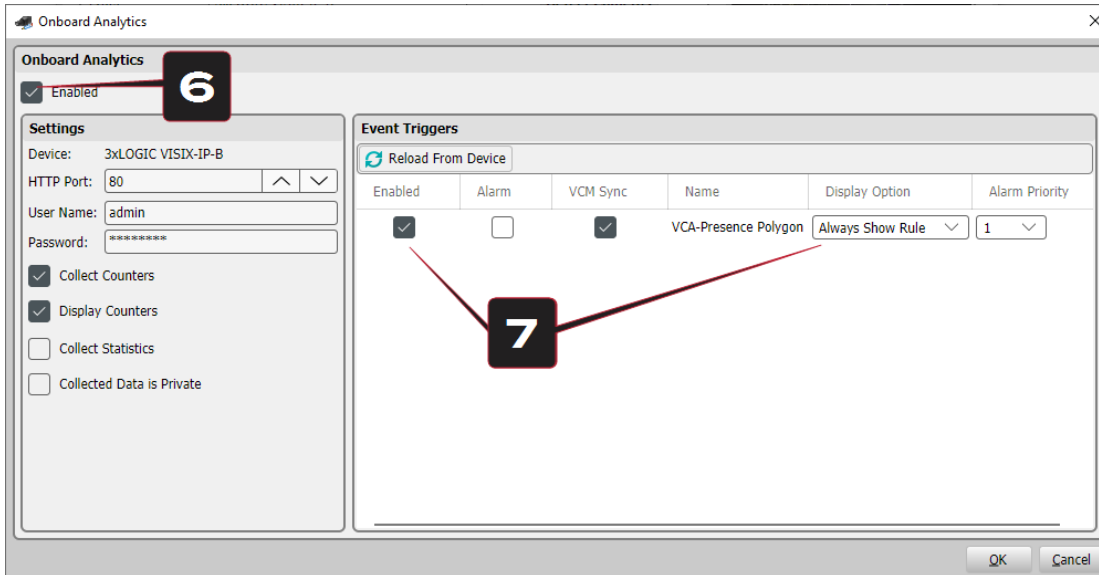 Onboard Analytics
Onboard Analytics
Enabled
6
Settings
Device: 3xLOGIC VISIX-IP-B
HTTP Port: 80
User Name: admin
Password: ********
Collect Counters
Display Counters
Collect Statistics
Collected Data is Private
Event Triggers
Reload From Device
Enabled Alarm VCM Sync Name Display Option Alarm Priority
VCA-Presence Polygon Always Show Rule 1
7
OK Cancel